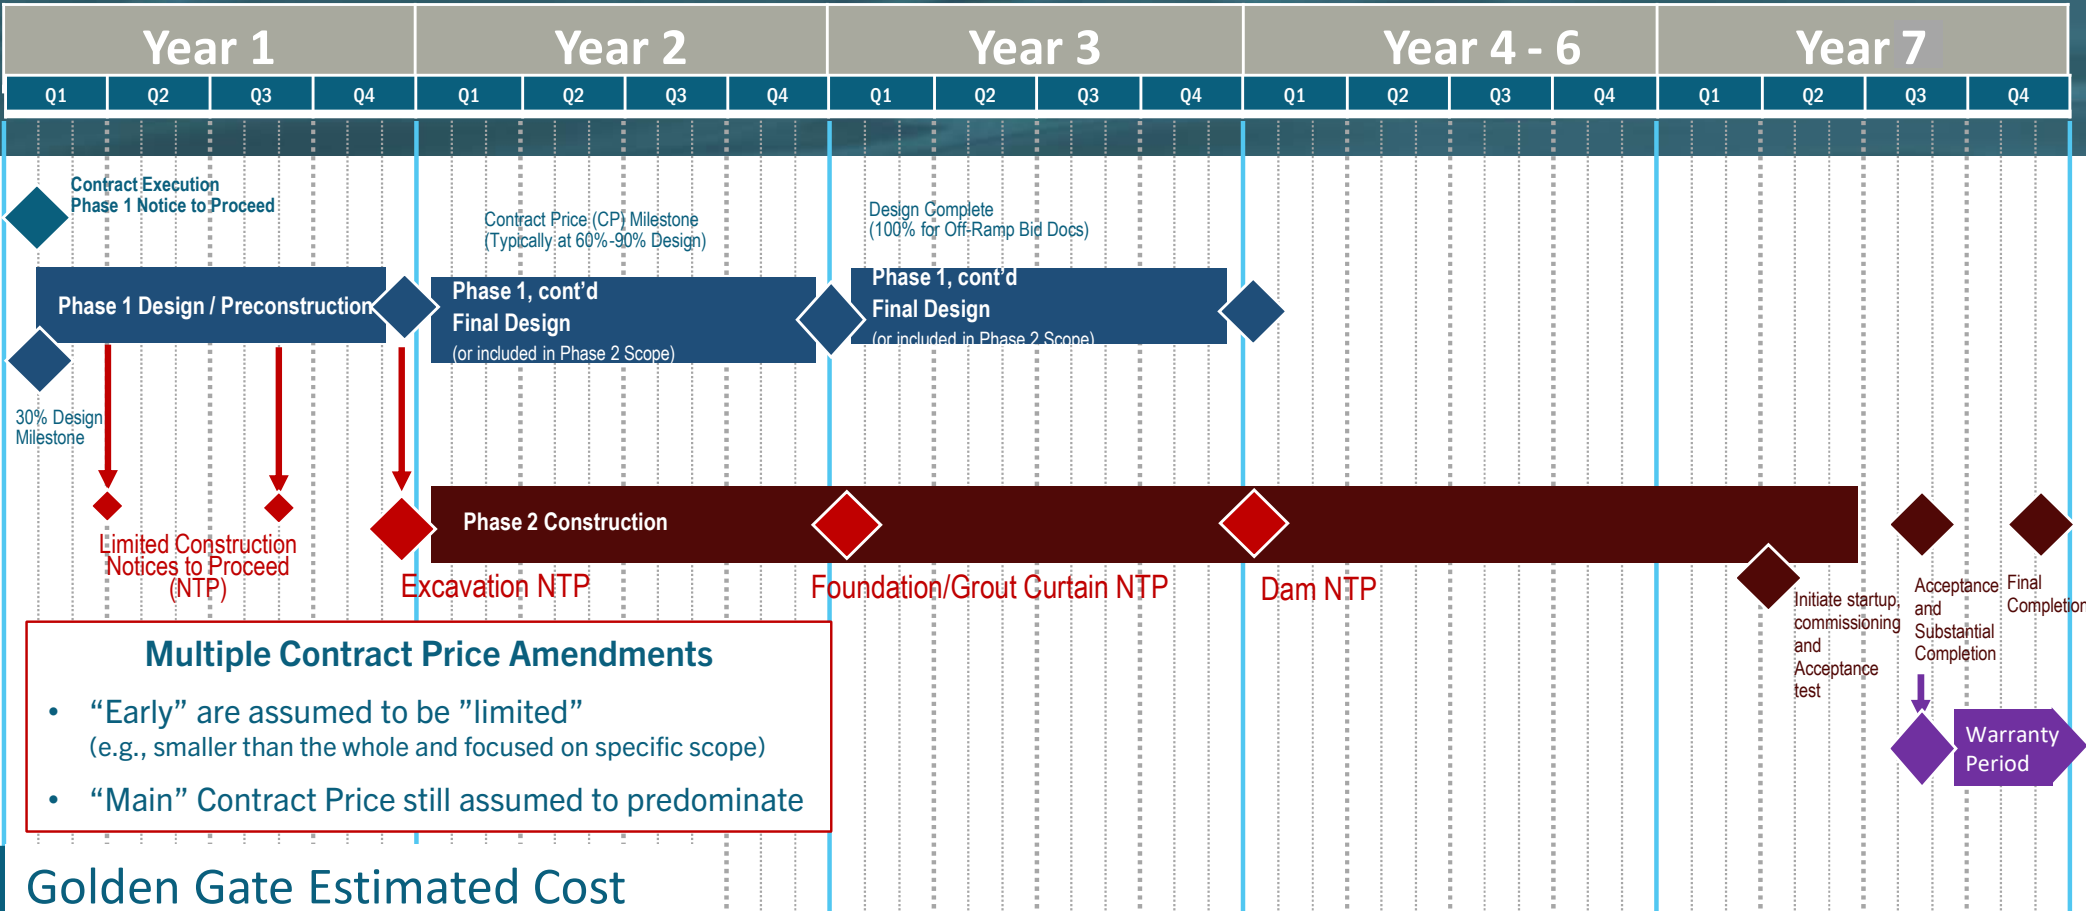 Year 1
Year 2
Year 3
Year 4 - 6
Year 7
Q1 Q2 Q3 Q4 Q1 Q2 Q3 Q4 Q1 Q2 Q3 Q4 Q1 Q2 Q3 Q4 Q1 Q2 Q3 Q4
Contract Execution
Phase 1 Notice to Proceed
Contract Price (CP) Milestone
(Typically at 60%-90% Design)
Design Complete
(100% for Off-Ramp Bid Docs)
Phase 1 Design / Preconstruction
Phase 1, cont’d
Final Design
(or included in Phase 2 Scope)
Phase 1, cont’d
Final Design
(or included in Phase 2 Scope)
30% Design
Milestone
Limited Construction
Notices to Proceed
(NTP)
Phase 2 Construction
Excavation NTP
Foundation/Grout Curtain NTP
Dam NTP
Initiate startup,
commissioning
and
Acceptance
test
Acceptance
and
Substantial
Completion
Final
Completion
Warranty
Period
Multiple Contract Price Amendments
• “Early” are assumed to be ”limited”
(e.g., smaller than the whole and focused on specific scope)
• “Main” Contract Price still assumed to predominate
Golden Gate Estimated Cost